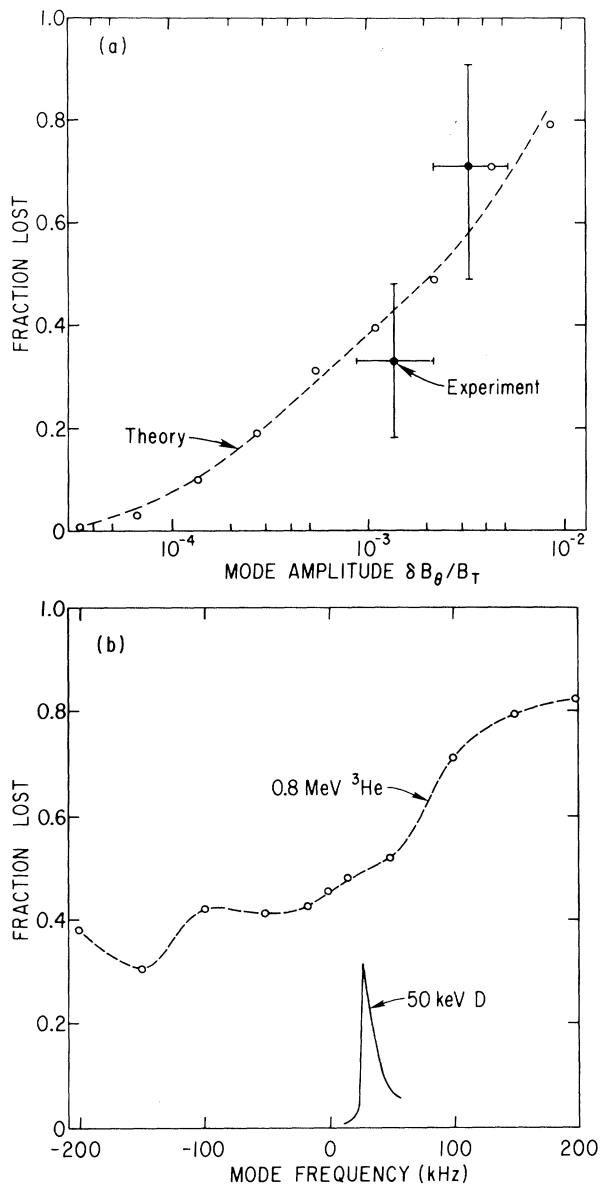 (a)
1.0
0.8
0.6
0.4
0.2
0
FRACTION LOST
Theory
Experiment
10⁻⁴
10⁻³
10⁻²
MODE AMPLITUDE δB_θ/B_T
(b)
1.0
0.8
0.6
0.4
0.2
0
FRACTION LOST
0.8 MeV ³He
50 keV D
-200
-100
0
100
200
MODE FREQUENCY (kHz)